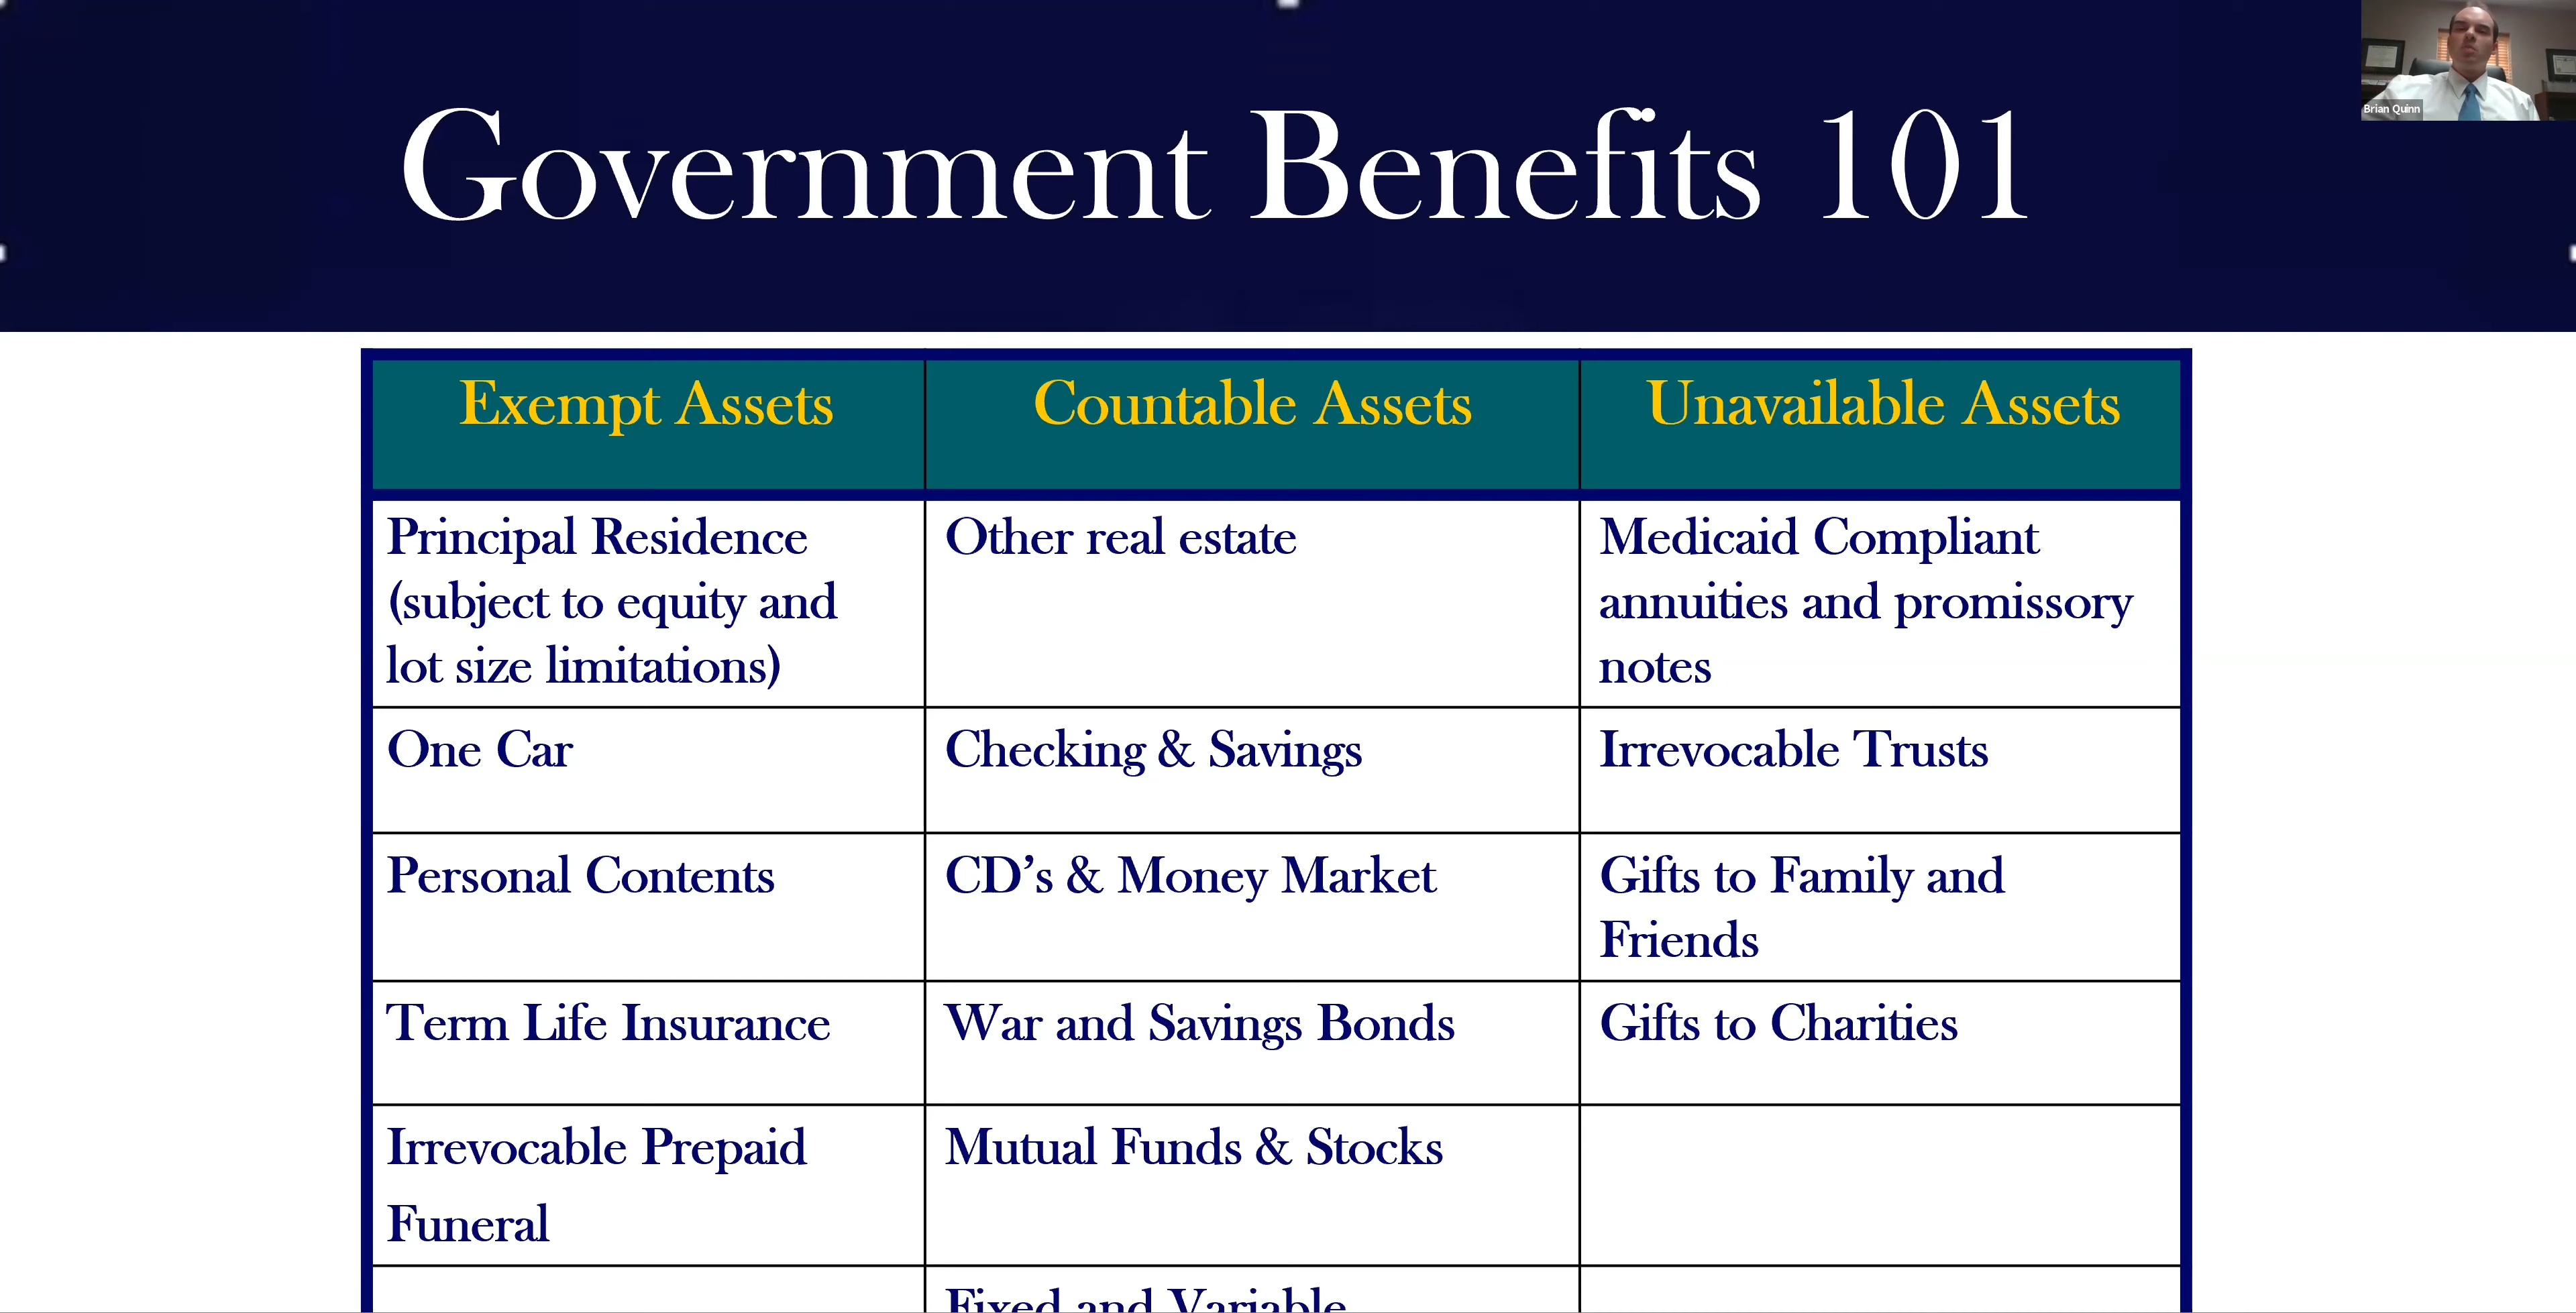 Government Benefits 101
Brian Quinn
Exempt Assets
Countable Assets
Unavailable Assets
Principal Residence
(subject to equity and
lot size limitations)
Other real estate
Medicaid Compliant
annuities and promissory
notes
One Car
Checking & Savings
Irrevocable Trusts
Personal Contents
CD’s & Money Market
Gifts to Family and
Friends
Term Life Insurance
War and Savings Bonds
Gifts to Charities
Irrevocable Prepaid
Funeral
Mutual Funds & Stocks
Fixed and Variable